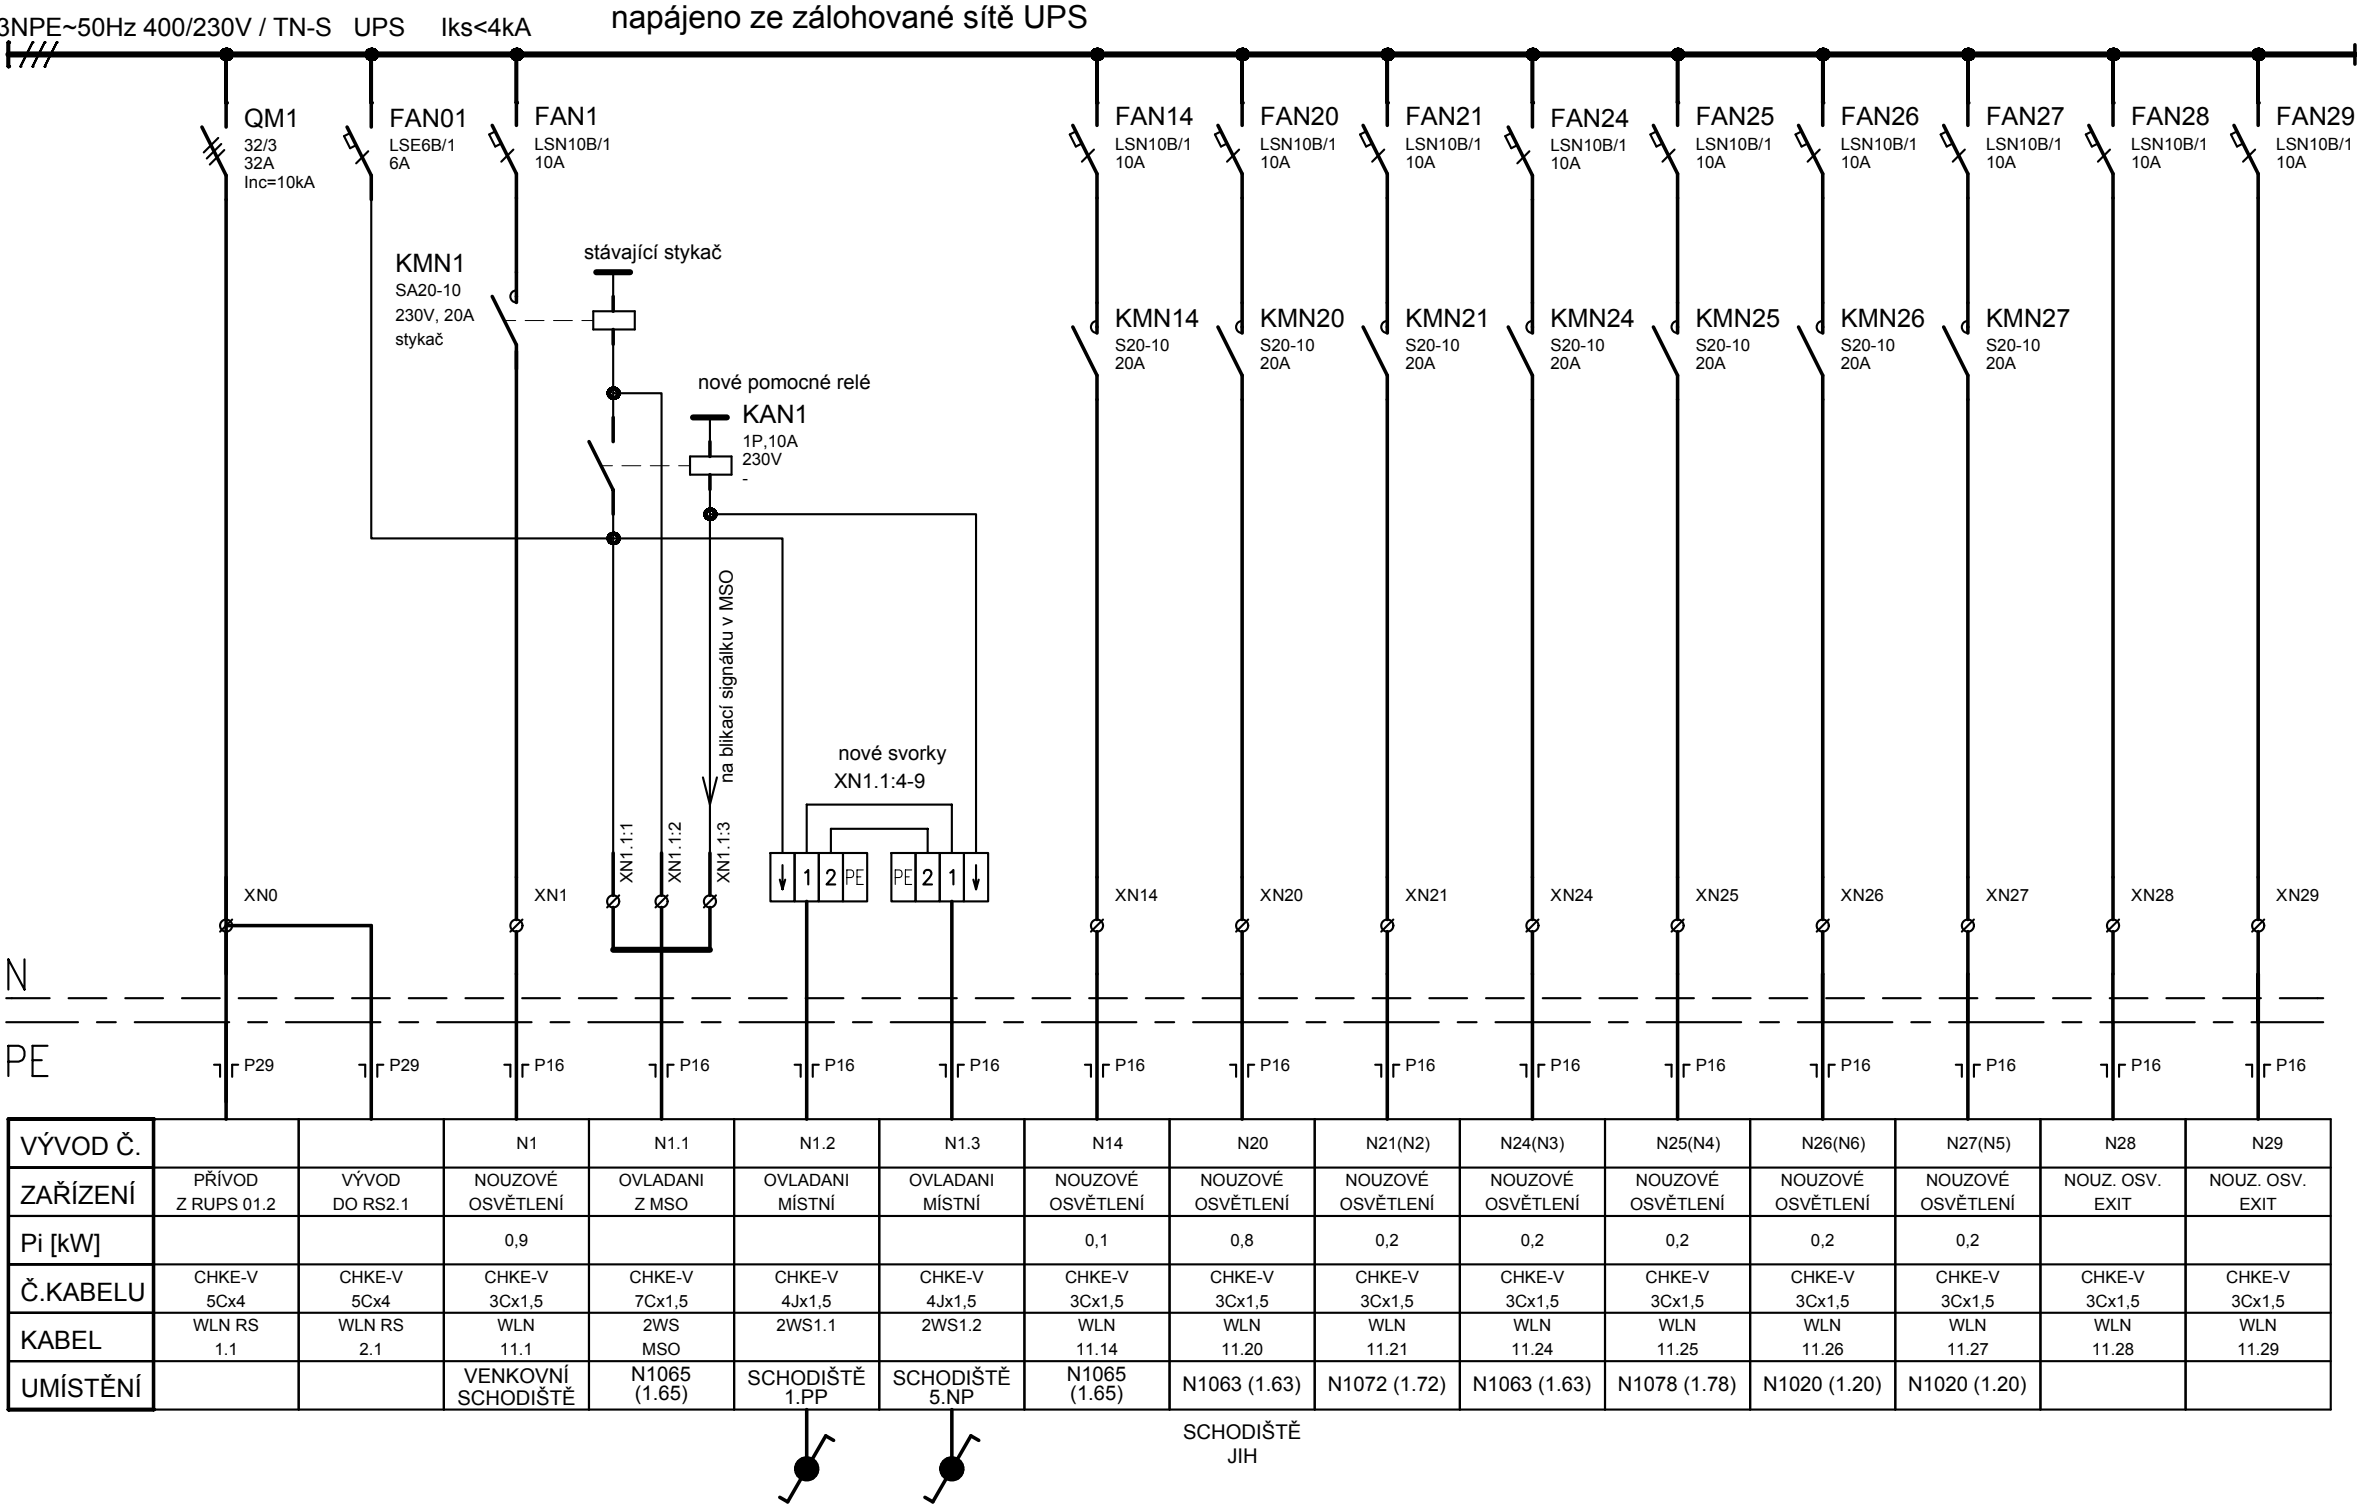 napájeno ze zálohované sítě UPS
3NPE~50Hz 400/230V / TN-S UPS Iks<4kA
QM1
32/3
32A
Inc=10kA
FAN01
LSE6B/1
6A
FAN1
LSN10B/1
10A
FAN14
LSN10B/1
10A
FAN20
LSN10B/1
10A
FAN21
LSN10B/1
10A
FAN24
LSN10B/1
10A
FAN25
LSN10B/1
10A
FAN26
LSN10B/1
10A
FAN27
LSN10B/1
10A
FAN28
LSN10B/1
10A
FAN29
LSN10B/1
10A
KMN1
SA20-10
230V, 20A
stykač
stávající stykač
KMN14
S20-10
20A
KMN20
S20-10
20A
KMN21
S20-10
20A
KMN24
S20-10
20A
KMN25
S20-10
20A
KMN26
S20-10
20A
KMN27
S20-10
20A
nové pomocné relé
KAN1
1P,10A
230V
-
na blikací signálku v MSO
nové svorky
XN1.1:4-9
XN1.1:1
XN1.1:2
XN1.1:3
1 2 PE
PE 2 1
XN0
XN1
XN14
XN20
XN21
XN24
XN25
XN26
XN27
XN28
XN29
N
PE
P29 P29 P16 P16 P16 P16 P16 P16 P16 P16 P16 P16 P16 P16 P16
VÝVOD Č. N1 N1.1 N1.2 N1.3 N14 N20 N21(N2) N24(N3) N25(N4) N26(N6) N27(N5) N28 N29
ZAŘÍZENÍ
PŘÍVOD VÝVOD NOUZOVÉ OVLADANI OVLADANI OVLADANI NOUZOVÉ NOUZOVÉ NOUZOVÉ NOUZOVÉ NOUZOVÉ NOUZOVÉ NOUZOVÉ NOUZ. OSV. NOUZ. OSV.
Z RUPS 01.2 DO RS2.1 OSVĚTLENÍ Z MSO MÍSTNÍ MÍSTNÍ OSVĚTLENÍ OSVĚTLENÍ OSVĚTLENÍ OSVĚTLENÍ OSVĚTLENÍ OSVĚTLENÍ OSVĚTLENÍ EXIT EXIT
Pi [kW] 0,9 0,1 0,8 0,2 0,2 0,2 0,2 0,2
Č.KABELU
CHKE-V CHKE-V CHKE-V CHKE-V CHKE-V CHKE-V CHKE-V CHKE-V CHKE-V CHKE-V CHKE-V CHKE-V CHKE-V CHKE-V CHKE-V
5Cx4 5Cx4 3Cx1,5 7Cx1,5 4Jx1,5 4Jx1,5 3Cx1,5 3Cx1,5 3Cx1,5 3Cx1,5 3Cx1,5 3Cx1,5 3Cx1,5 3Cx1,5 3Cx1,5
KABEL
WLN RS WLN RS WLN 2WS 2WS1.1 2WS1.2 WLN WLN WLN WLN WLN WLN WLN WLN WLN
1.1 2.1 11.1 MSO 11.14 11.20 11.21 11.24 11.25 11.26 11.27 11.28 11.29
UMÍSTĚNÍ
VENKOVNÍ N1065 SCHODIŠTĚ SCHODIŠTĚ N1065 N1063 (1.63) N1072 (1.72) N1063 (1.63) N1078 (1.78) N1020 (1.20) N1020 (1.20)
SCHODIŠTĚ (1.65) 1.PP 5.NP (1.65)
SCHODIŠTĚ
JIH